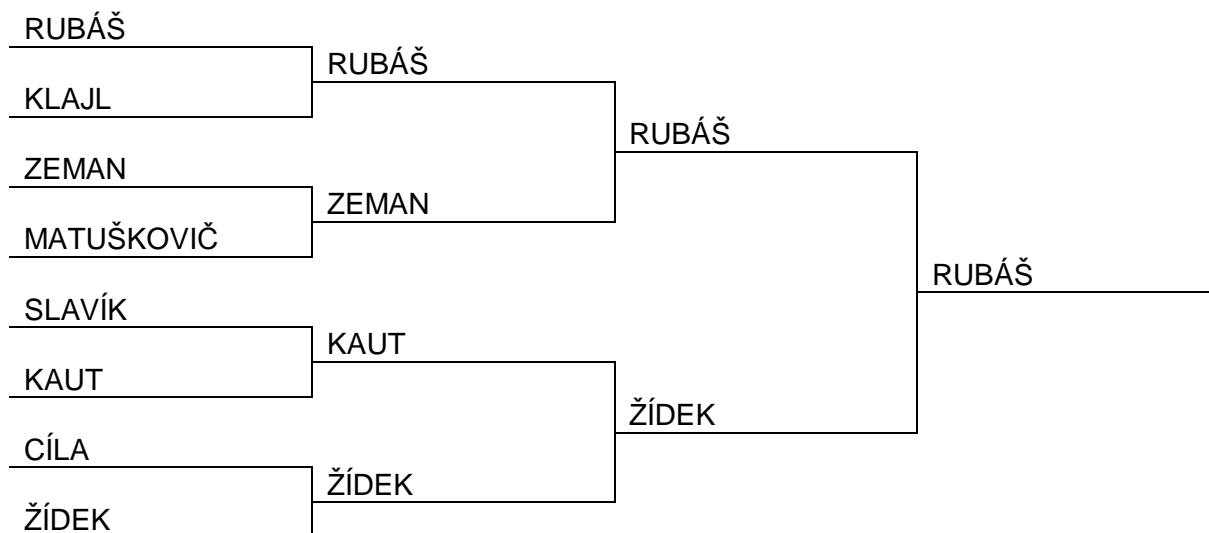 RUBÁŠ
KLAJL
ZEMAN
MATUŠKOVIČ
SLAVÍK
KAUT
CÍLA
ŽÍDEK
RUBÁŠ
ZEMAN
KAUT
ŽÍDEK
RUBÁŠ
ŽÍDEK
RUBÁŠ